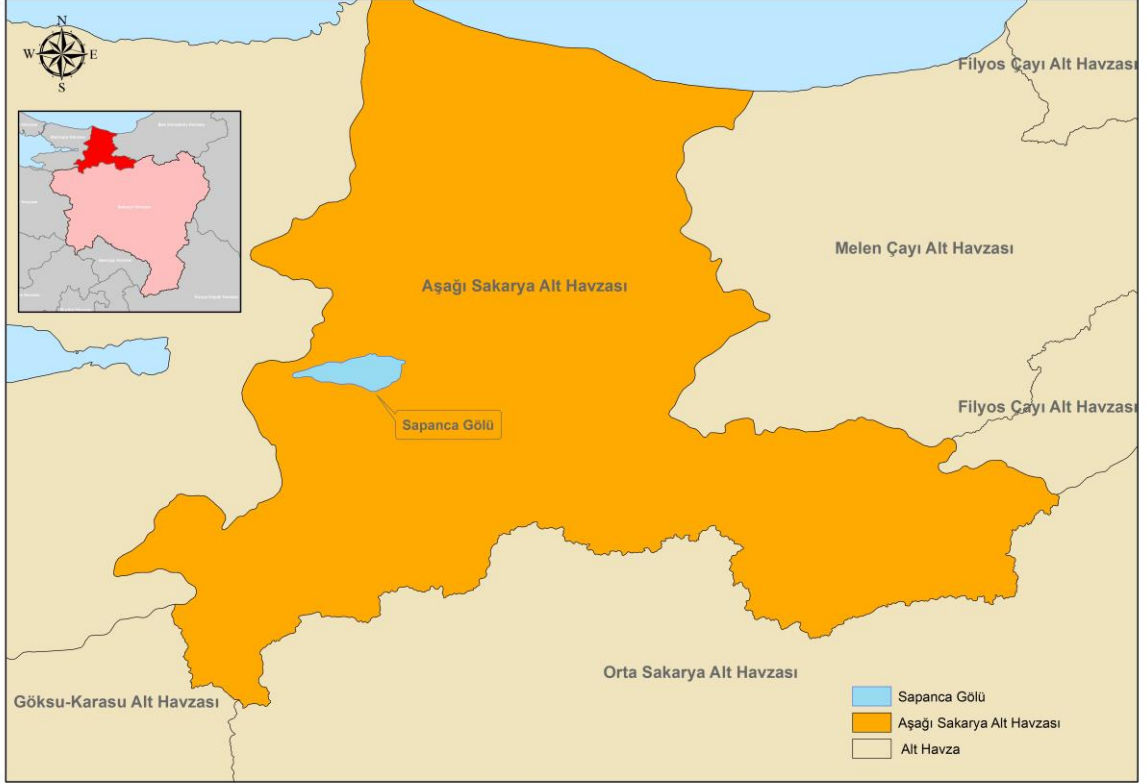 N
W E
S
Filyos Çayı Alt Havzası
Melen Çayı Alt Havzası
Aşağı Sakarya Alt Havzası
Sapanca Gölü
Filyos Çayı Alt Havzası
Orta Sakarya Alt Havzası
Göksu-Karasu Alt Havzası
Sapanca Gölü
Aşağı Sakarya Alt Havzası
Alt Havza